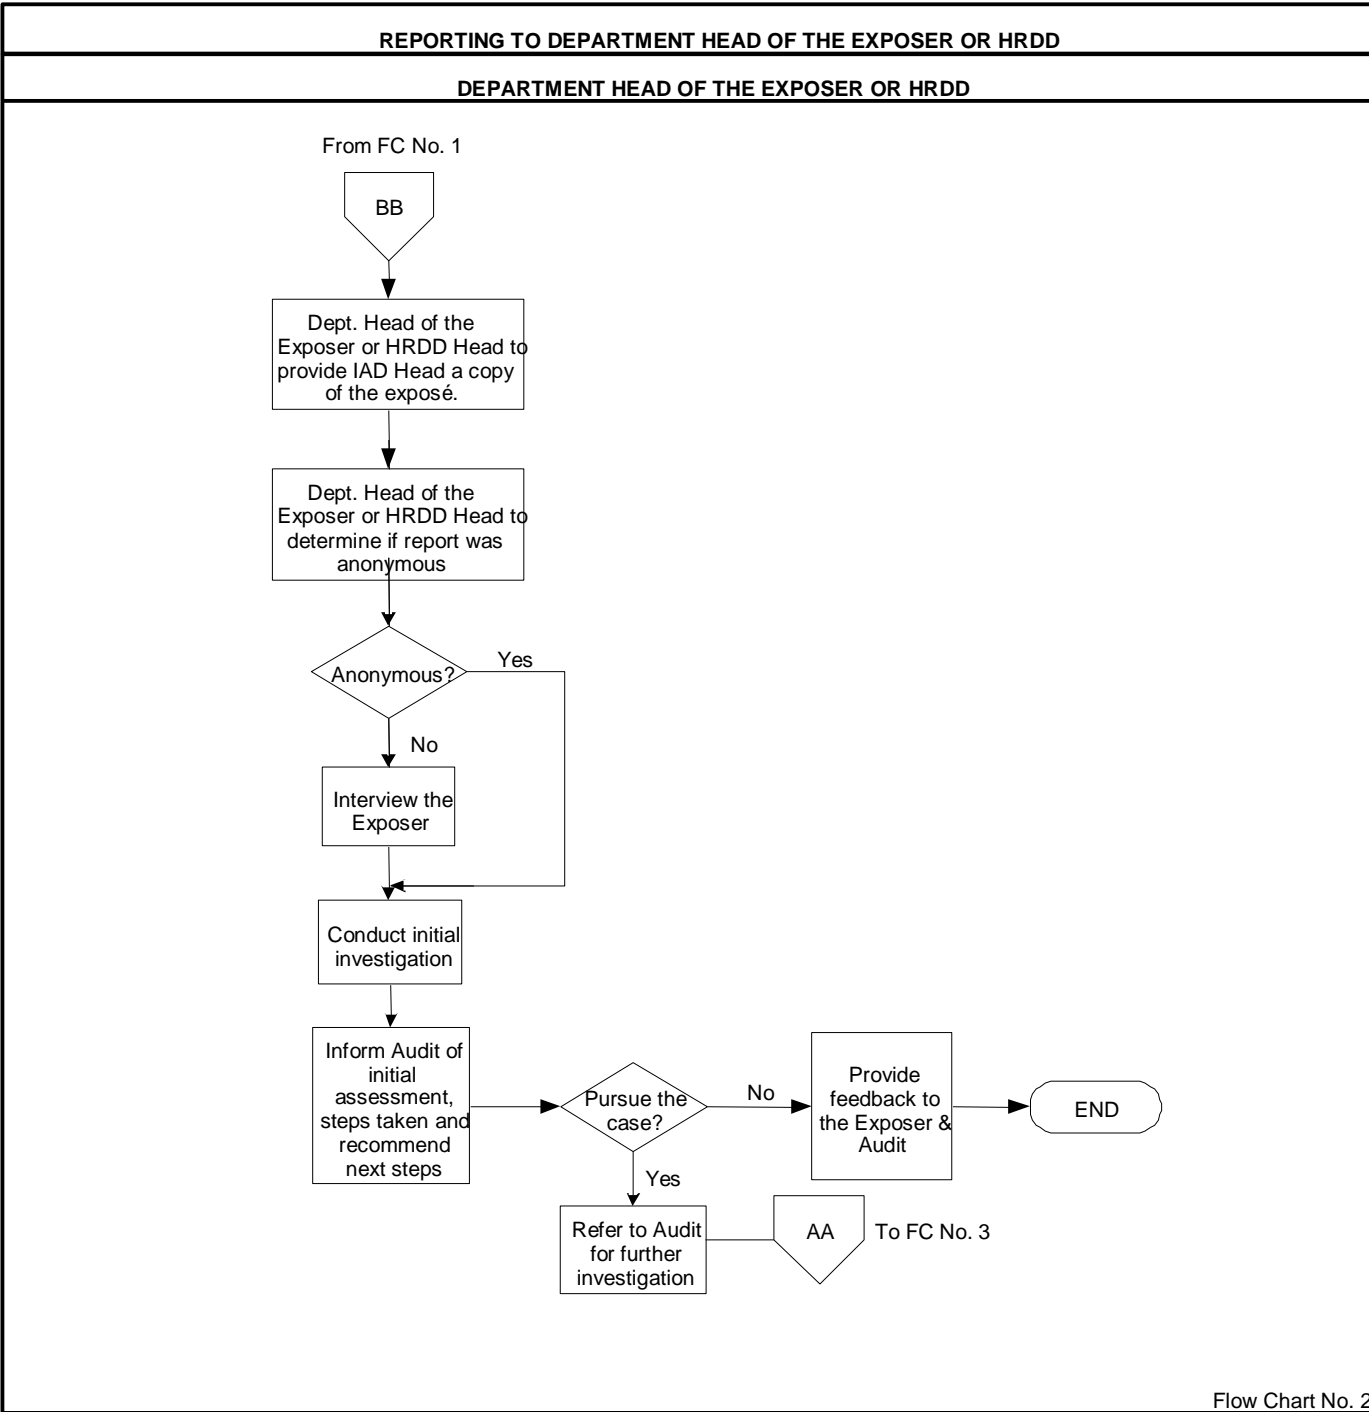 REPORTING TO DEPARTMENT HEAD OF THE EXPOSER OR HRDD
DEPARTMENT HEAD OF THE EXPOSER OR HRDD
From FC No. 1
BB
Dept. Head of the
Exposer or HRDD Head to
provide IAD Head a copy
of the exposé.
Dept. Head of the
Exposer or HRDD Head to
determine if report was
anonymous
Anonymous?
Yes
No
Interview the
Exposer
Conduct initial
investigation
Inform Audit of
initial
assessment,
steps taken and
recommend
next steps
Pursue the
case?
No
Provide
feedback to
the Exposer &
Audit
END
Yes
Refer to Audit
for further
investigation
AA
To FC No. 3
Flow Chart No. 2